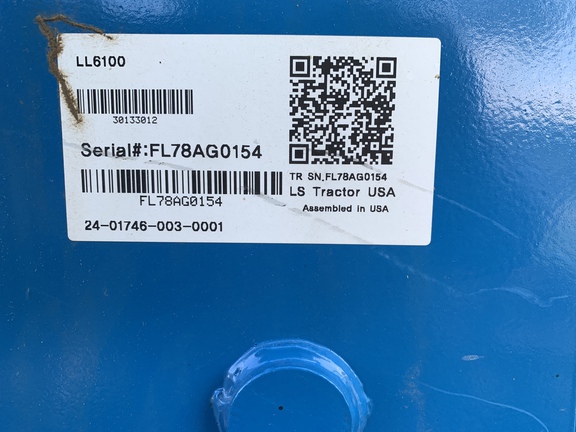 LL6100
30133012
Serial#:FL78AG0154
FL78AG0154
24-01746-003-0001
TR SN,FL78AG0154
LS Tractor USA
Assembled in USA